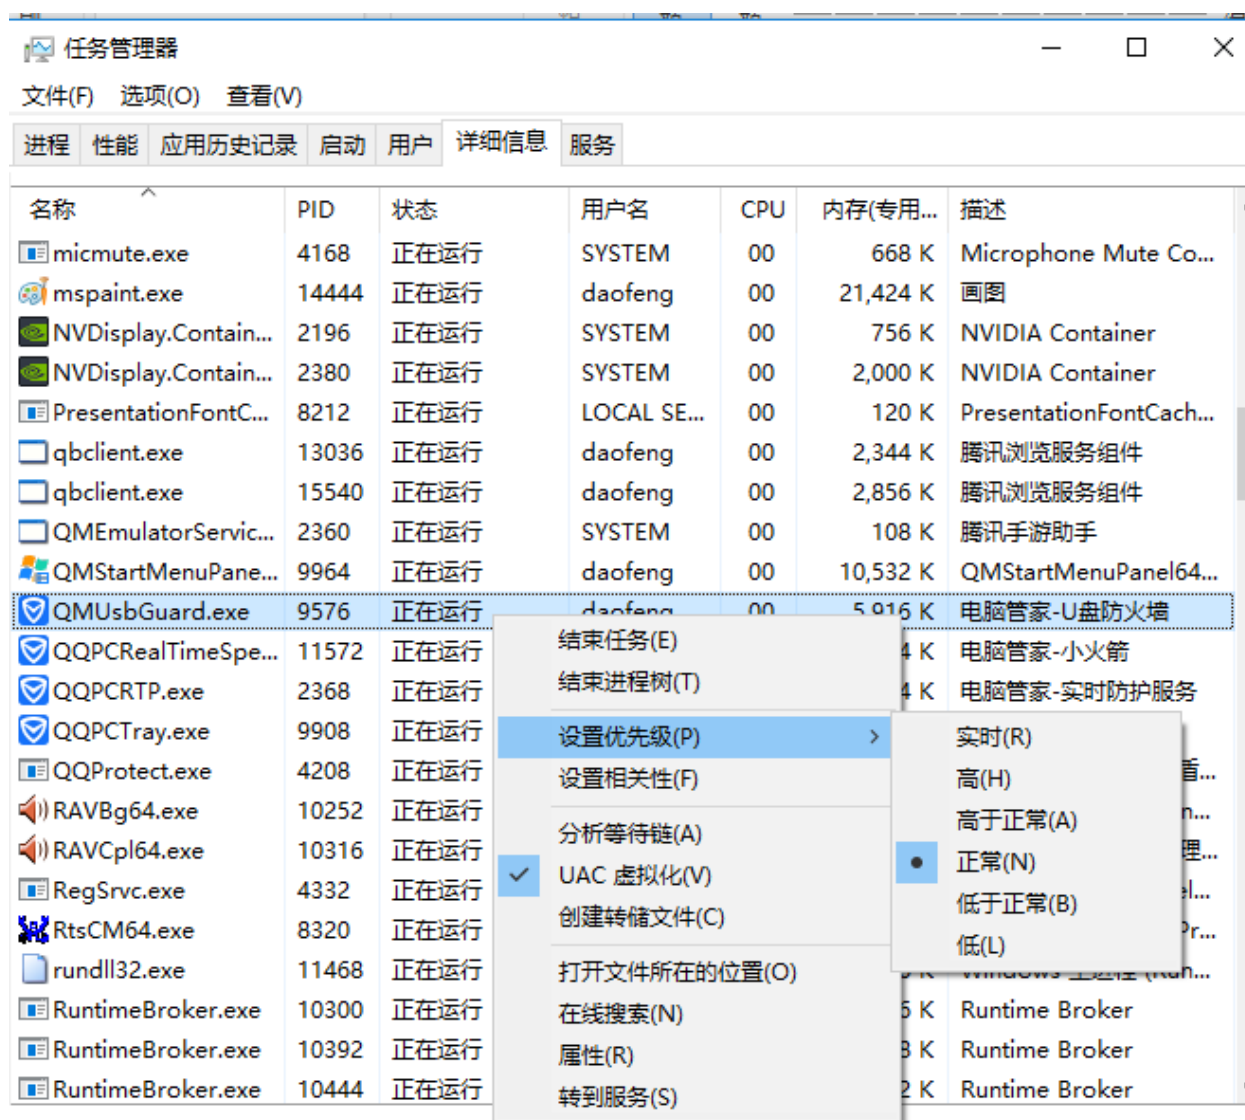 任务管理器
文件(F) 选项(O) 查看(V)
进程 性能 应用历史记录 启动 用户 详细信息 服务
名称 PID 状态 用户名 CPU 内存(专用... 描述
micmute.exe 4168 正在运行 SYSTEM 00 668 K Microphone Mute Co...
mspaint.exe 14444 正在运行 daofeng 00 21,424 K 画图
NVDisplay.Contain... 2196 正在运行 SYSTEM 00 756 K NVIDIA Container
NVDisplay.Contain... 2380 正在运行 SYSTEM 00 2,000 K NVIDIA Container
PresentationFontC... 8212 正在运行 LOCAL SE... 00 120 K PresentationFontCach...
qbclient.exe 13036 正在运行 daofeng 00 2,344 K 腾讯浏览服务组件
qbclient.exe 15540 正在运行 daofeng 00 2,856 K 腾讯浏览服务组件
QMEmulatorServic... 2360 正在运行 SYSTEM 00 108 K 腾讯手游助手
QMStartMenuPane... 9964 正在运行 daofeng 00 10,532 K QMStartMenuPanel64...
QMUsbGuard.exe 9576 正在运行 daofeng 00 5,916 K 电脑管家-U盘防火墙
QQPCRealTimeSpe... 11572 正在运行 4 K 电脑管家-小火箭
QQPCRTP.exe 2368 正在运行 4 K 电脑管家-实时防护服务
QQPCTray.exe 9908 正在运行
QQProtect.exe 4208 正在运行 盾...
RAVBg64.exe 10252 正在运行 n...
RAVCpl64.exe 10316 正在运行 理...
RegSrvc.exe 4332 正在运行 el...
RtsCM64.exe 8320 正在运行 Pr...
rundll32.exe 11468 正在运行
RuntimeBroker.exe 10300 正在运行 6 K Runtime Broker
RuntimeBroker.exe 10392 正在运行 8 K Runtime Broker
RuntimeBroker.exe 10444 正在运行 2 K Runtime Broker
结束任务(E)
结束进程树(T)
设置优先级(P)
设置相关性(F)
分析等待链(A)
UAC 虚拟化(V)
创建转储文件(C)
打开文件所在的位置(O)
在线搜索(N)
属性(R)
转到服务(S)
实时(R)
高(H)
高于正常(A)
正常(N)
低于正常(B)
低(L)